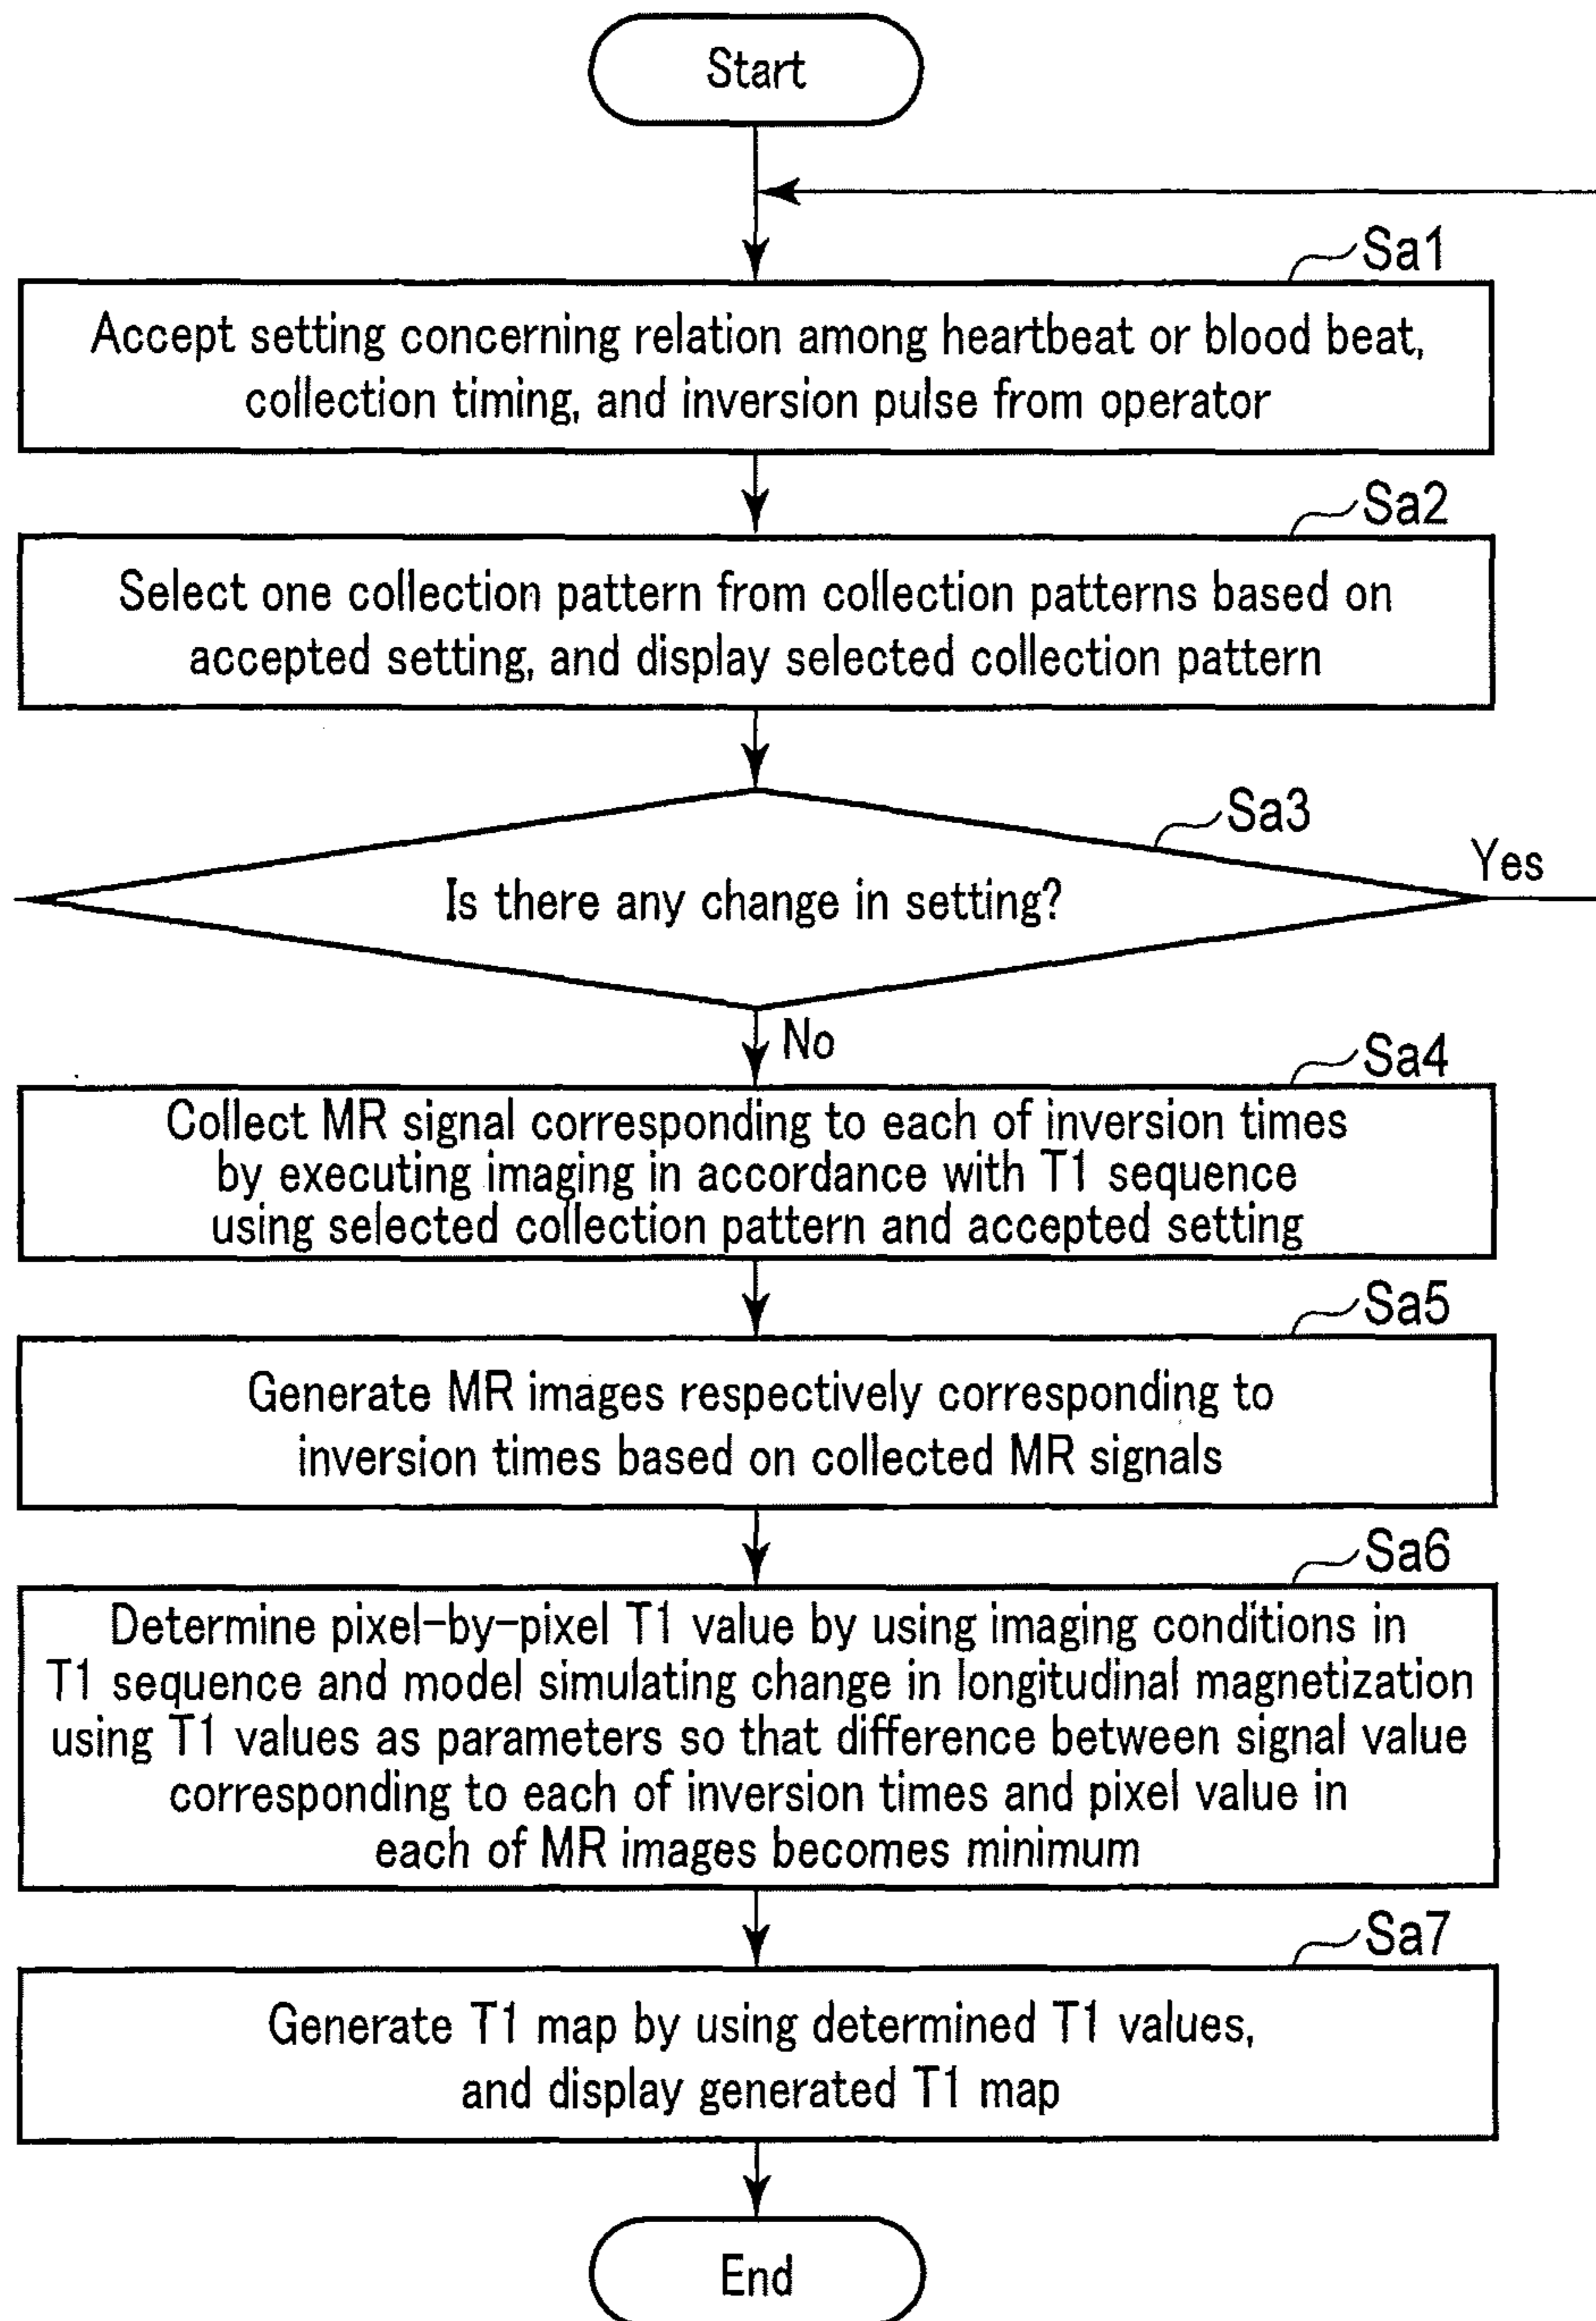 Start
Sa1
Accept setting concerning relation among heartbeat or blood beat,
collection timing, and inversion pulse from operator
Sa2
Select one collection pattern from collection patterns based on
accepted setting, and display selected collection pattern
Sa3
Is there any change in setting?
Yes
No
Sa4
Collect MR signal corresponding to each of inversion times
by executing imaging in accordance with T1 sequence
using selected collection pattern and accepted setting
Sa5
Generate MR images respectively corresponding to
inversion times based on collected MR signals
Sa6
Determine pixel-by-pixel T1 value by using imaging conditions in
T1 sequence and model simulating change in longitudinal magnetization
using T1 values as parameters so that difference between signal value
corresponding to each of inversion times and pixel value in
each of MR images becomes minimum
Sa7
Generate T1 map by using determined T1 values,
and display generated T1 map
End